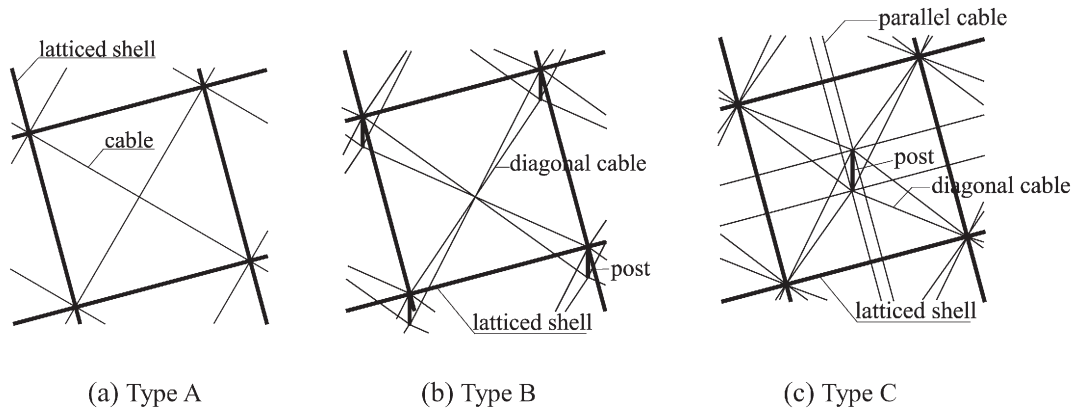 latticed shell
cable
(a) Type A
diagonal cable
post
latticed shell
(b) Type B
parallel cable
post
diagonal cable
latticed shell
(c) Type C